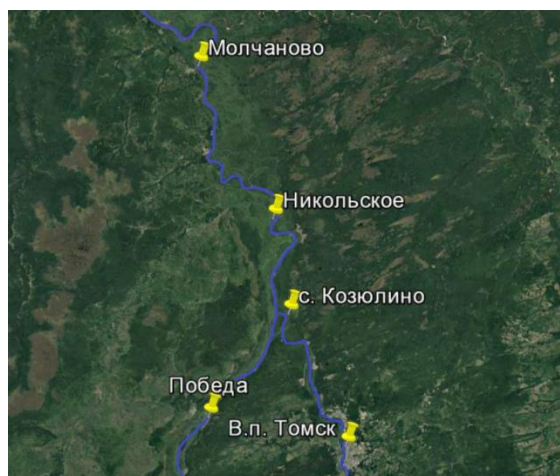 Молчаново
Никольское
с. Козюлино
Победа
В.п. Томск